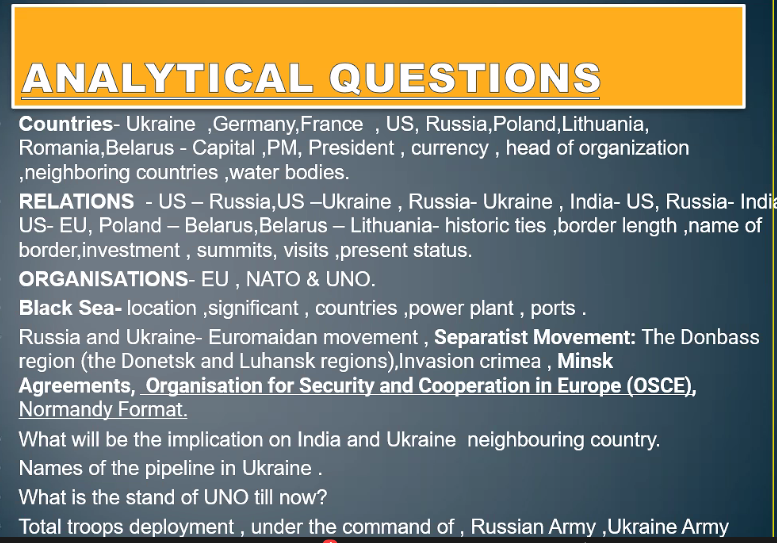 ANALYTICAL QUESTIONS
Countries- Ukraine ,Germany,France , US, Russia,Poland,Lithuania,
Romania,Belarus - Capital ,PM, President , currency , head of organization
,neighboring countries ,water bodies.
RELATIONS - US – Russia,US –Ukraine , Russia- Ukraine , India- US, Russia- India
US- EU, Poland – Belarus,Belarus – Lithuania- historic ties ,border length ,name of
border,investment , summits, visits ,present status.
ORGANISATIONS- EU , NATO & UNO.
Black Sea- location ,significant , countries ,power plant , ports .
Russia and Ukraine- Euromaidan movement , Separatist Movement: The Donbass
region (the Donetsk and Luhansk regions),Invasion crimea , Minsk
Agreements, Organisation for Security and Cooperation in Europe (OSCE),
Normandy Format.
What will be the implication on India and Ukraine neighbouring country.
Names of the pipeline in Ukraine .
What is the stand of UNO till now?
Total troops deployment , under the command of , Russian Army ,Ukraine Army